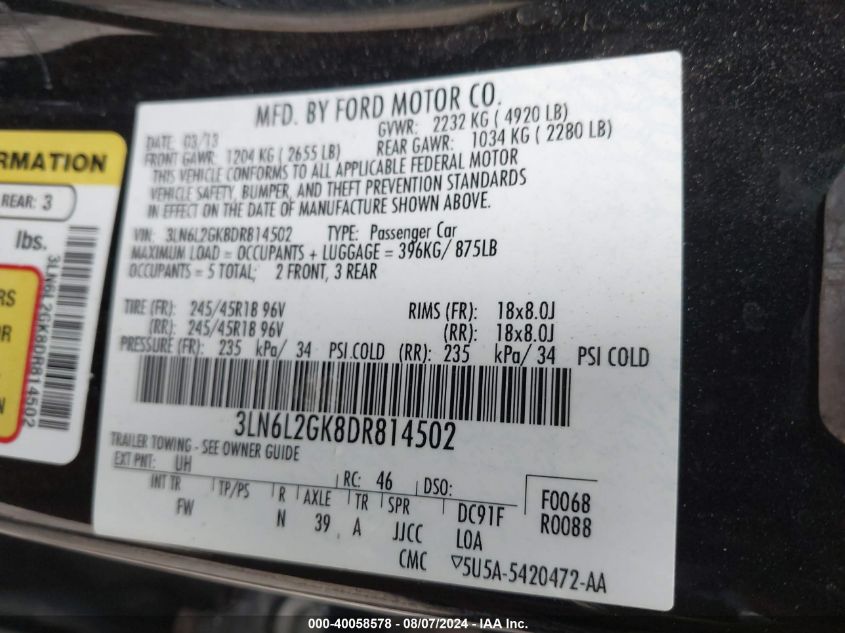 MFD. BY FORD MOTOR CO.
DATE: 03/13
GVWR: 2232 KG ( 4920 LB)
FRONT GAWR: 1204 KG ( 2655 LB)
REAR GAWR: 1034 KG ( 2280 LB)
THIS VEHICLE CONFORMS TO ALL APPLICABLE FEDERAL MOTOR
VEHICLE SAFETY, BUMPER, AND THEFT PREVENTION STANDARDS
IN EFFECT ON THE DATE OF MANUFACTURE SHOWN ABOVE.
VIN: 3LN6L2GK8DR814502 TYPE: Passenger Car
MAXIMUM LOAD = OCCUPANTS + LUGGAGE = 396KG/ 875LB
OCCUPANTS = 5 TOTAL; 2 FRONT, 3 REAR
TIRE (FR): 245/45R18 96V RIMS (FR): 18x8.0J
(RR): 245/45R18 96V (RR): 18x8.0J
PRESSURE (FR): 235 kPa/ 34 PSI COLD (RR): 235 kPa/ 34 PSI COLD
3LN6L2GK8DR814502
TRAILER TOWING - SEE OWNER GUIDE
EXT PNT: UH RC: 46 DSO:
INT TR TP/PS R AXLE TR SPR DC91F F0068
FW N 39 A JJCC LOA R0088
CMC ▽5U5A-5420472-AA
RMATION
REAR: 3
lbs.
3LN6L2GK8DR814502
RS
OR
N
000-40058578 - 08/07/2024 - IAA Inc.